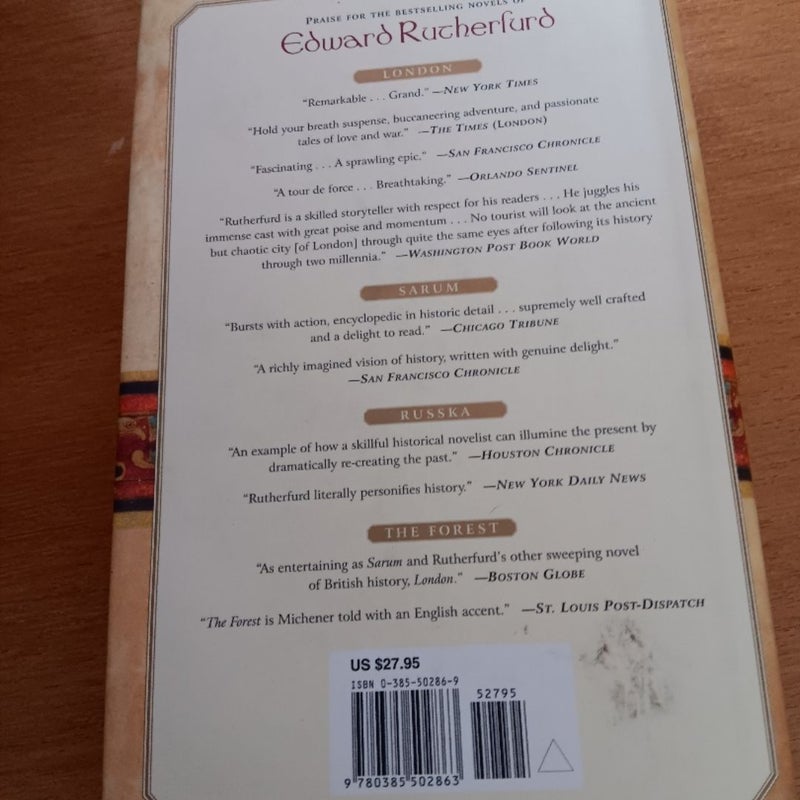 PRAISE FOR THE BESTSELLING NOVELS OF
Edward Rutherfurd
LONDON
“Remarkable . . . Grand.” —NEW YORK TIMES
“Hold your breath suspense, buccaneering adventure, and passionate
tales of love and war.” —THE TIMES (LONDON)
“Fascinating . . . A sprawling epic.” —SAN FRANCISCO CHRONICLE
“A tour de force . . . Breathtaking.” —ORLANDO SENTINEL
“Rutherfurd is a skilled storyteller with respect for his readers . . . He juggles his
immense cast with great poise and momentum . . . No tourist will look at the ancient
but chaotic city [of London] through quite the same eyes after following its history
through two millennia.” —WASHINGTON POST BOOK WORLD
SARUM
“Bursts with action, encyclopedic in historic detail . . . supremely well crafted
and a delight to read.” —CHICAGO TRIBUNE
“A richly imagined vision of history, written with genuine delight.”
—SAN FRANCISCO CHRONICLE
RUSSKA
“An example of how a skillful historical novelist can illumine the present by
dramatically re-creating the past.” —HOUSTON CHRONICLE
“Rutherfurd literally personifies history.” —NEW YORK DAILY NEWS
THE FOREST
“As entertaining as Sarum and Rutherfurd’s other sweeping novel
of British history, London.” —BOSTON GLOBE
“The Forest is Michener told with an English accent.” —ST. LOUIS POST-DISPATCH
US $27.95
ISBN 0-385-50286-9
52795
9 780385 502863